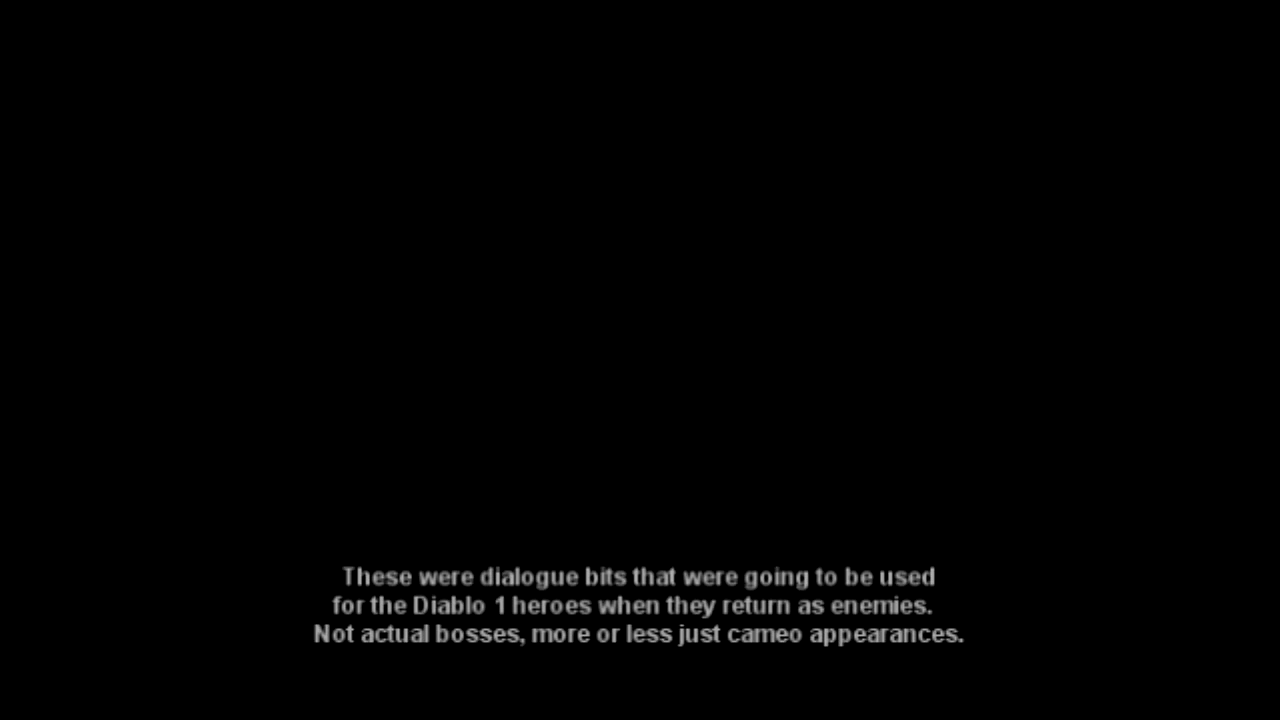 These were dialogue bits that were going to be used
for the Diablo 1 heroes when they return as enemies.
Not actual bosses, more or less just cameo appearances.